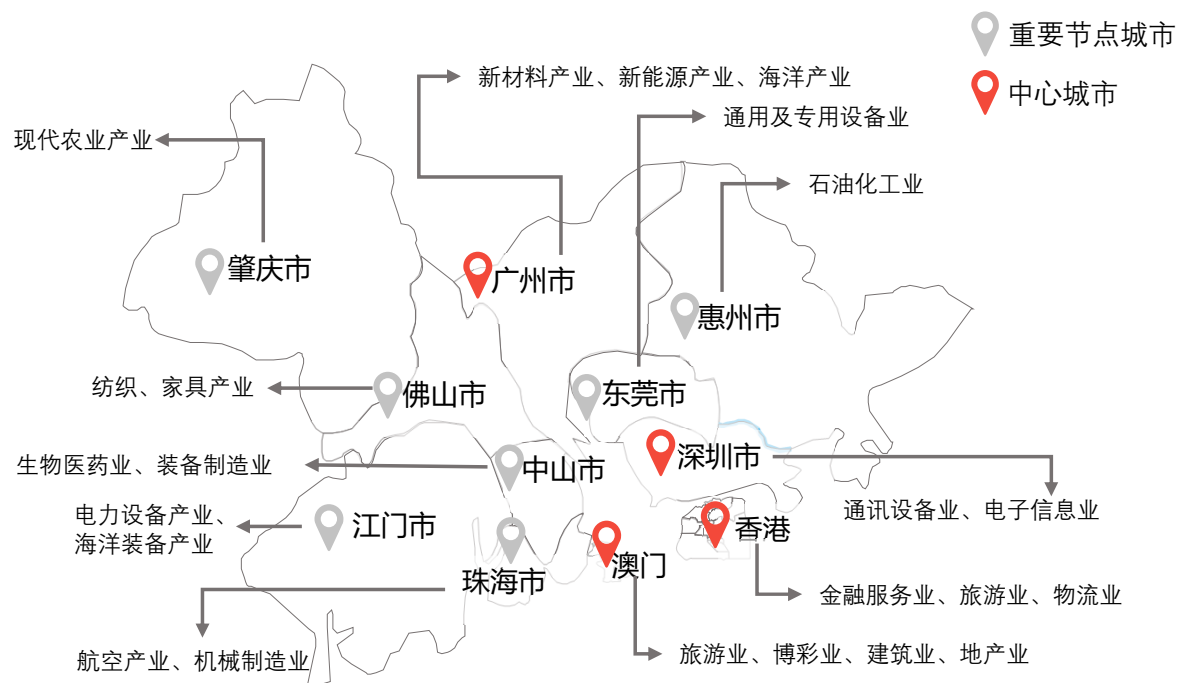 重要节点城市
中心城市
新材料产业、新能源产业、海洋产业
通用及专用设备业
现代农业产业
石油化工业
肇庆市
广州市
惠州市
纺织、家具产业
佛山市
东莞市
生物医药业、装备制造业
中山市
深圳市
电力设备产业、
海洋装备产业
江门市
香港
通讯设备业、电子信息业
珠海市
澳门
金融服务业、旅游业、物流业
航空产业、机械制造业
旅游业、博彩业、建筑业、地产业